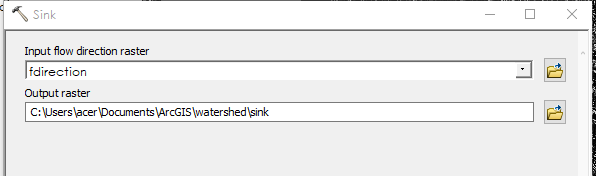 Sink
Input flow direction raster
fdirection
Output raster
C:\Users\acer\Documents\ArcGIS\watershed\sink